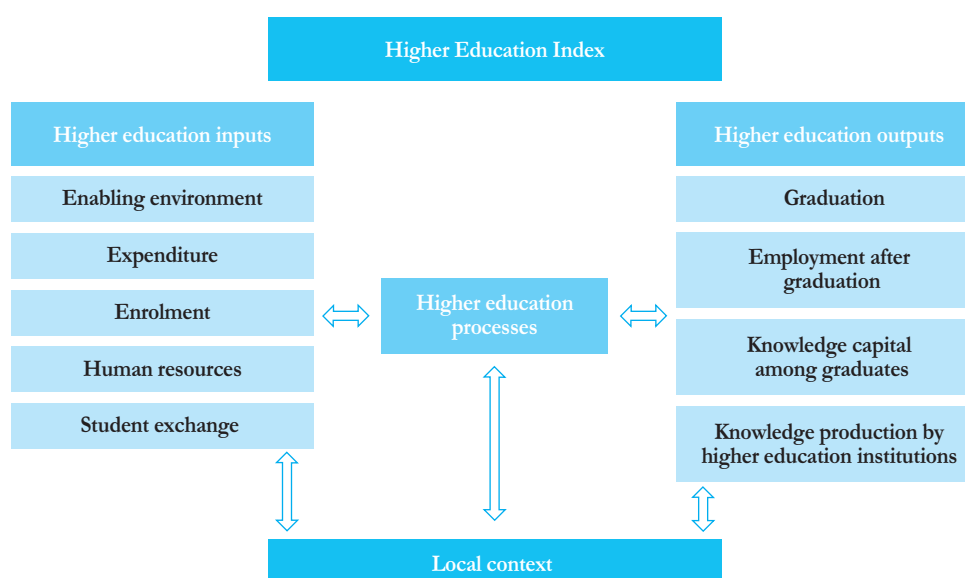 Higher Education Index
Higher education inputs
Enabling environment
Expenditure
Enrolment
Human resources
Student exchange
Higher education
processes
Higher education outputs
Graduation
Employment after
graduation
Knowledge capital
among graduates
Knowledge production by
higher education institutions
Local context